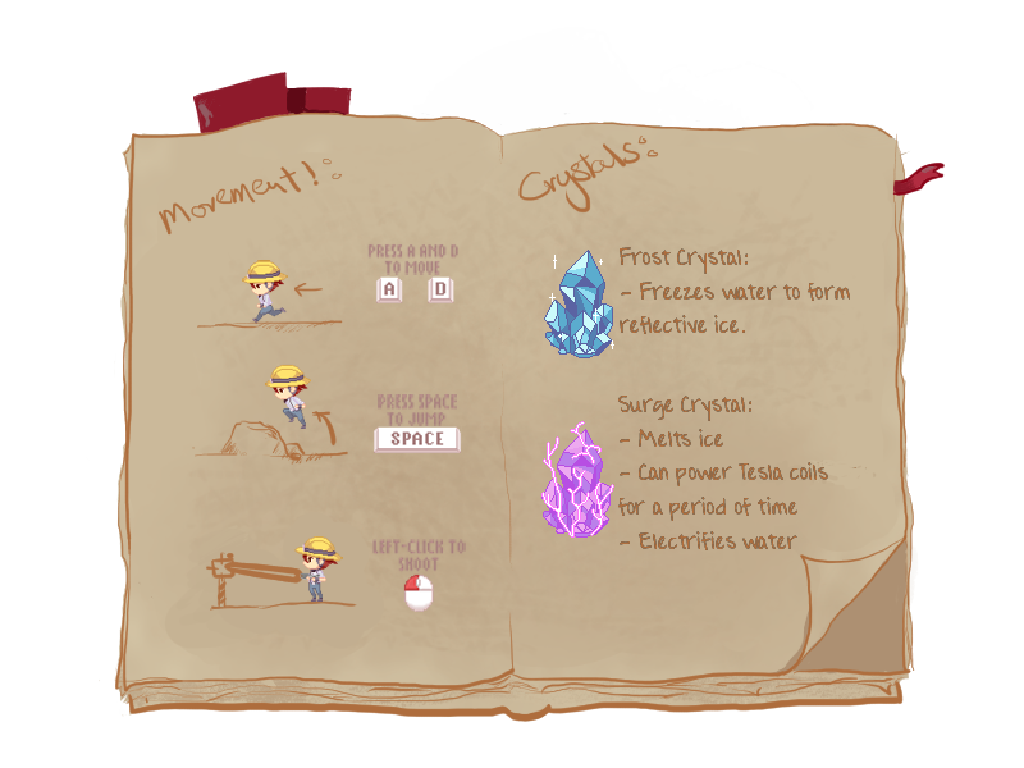 Movement!:
PRESS A AND D
TO MOVE
A D
PRESS SPACE
TO JUMP
SPACE
LEFT-CLICK TO
SHOOT
Crystals:
Frost Crystal:
- Freezes water to form
reflective ice.
Surge Crystal:
- Melts ice
- Can power Tesla coils
for a period of time
- Electrifies water